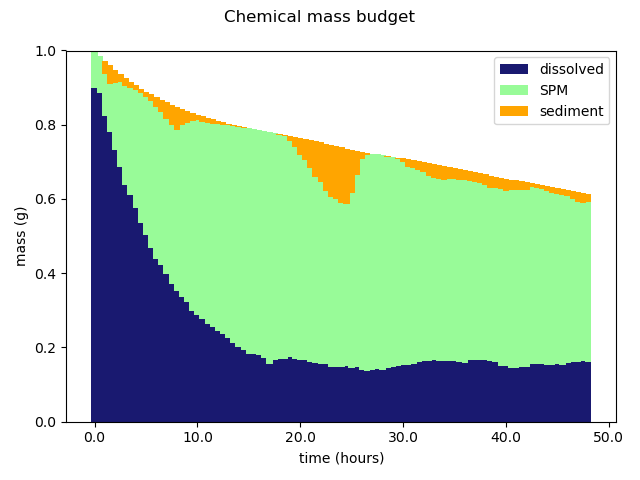 Chemical mass budget
1.0
0.8
0.6
0.4
0.2
0.0
mass (g)
dissolved
SPM
sediment
0.0 10.0 20.0 30.0 40.0 50.0
time (hours)